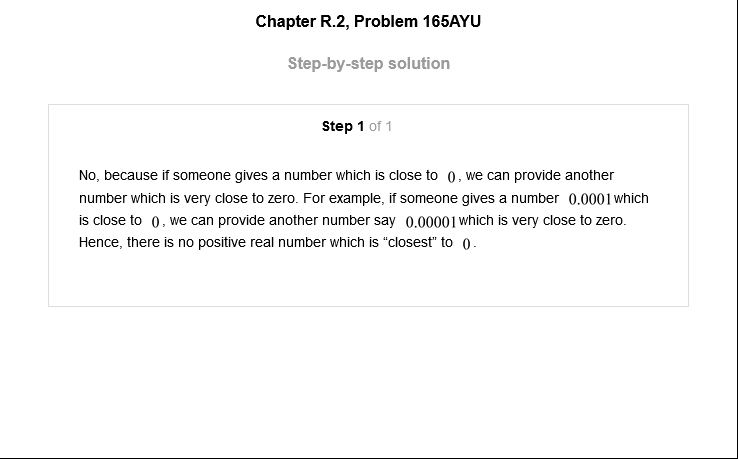 Chapter R.2, Problem 165AYU
Step-by-step solution
Step 1 of 1
No, because if someone gives a number which is close to 0, we can provide another
number which is very close to zero. For example, if someone gives a number 0.0001 which
is close to 0, we can provide another number say 0.00001 which is very close to zero.
Hence, there is no positive real number which is “closest” to 0.